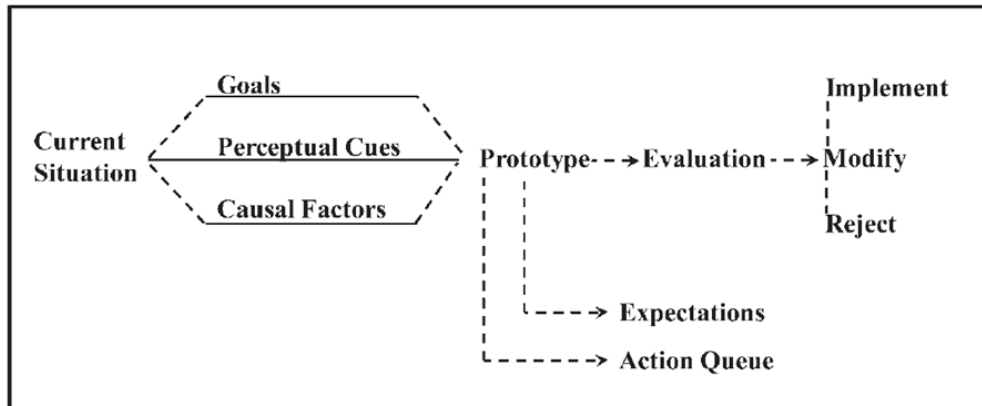 Goals
Implement
Current
Situation
Perceptual Cues
Prototype
Evaluation
Modify
Causal Factors
Reject
Expectations
Action Queue